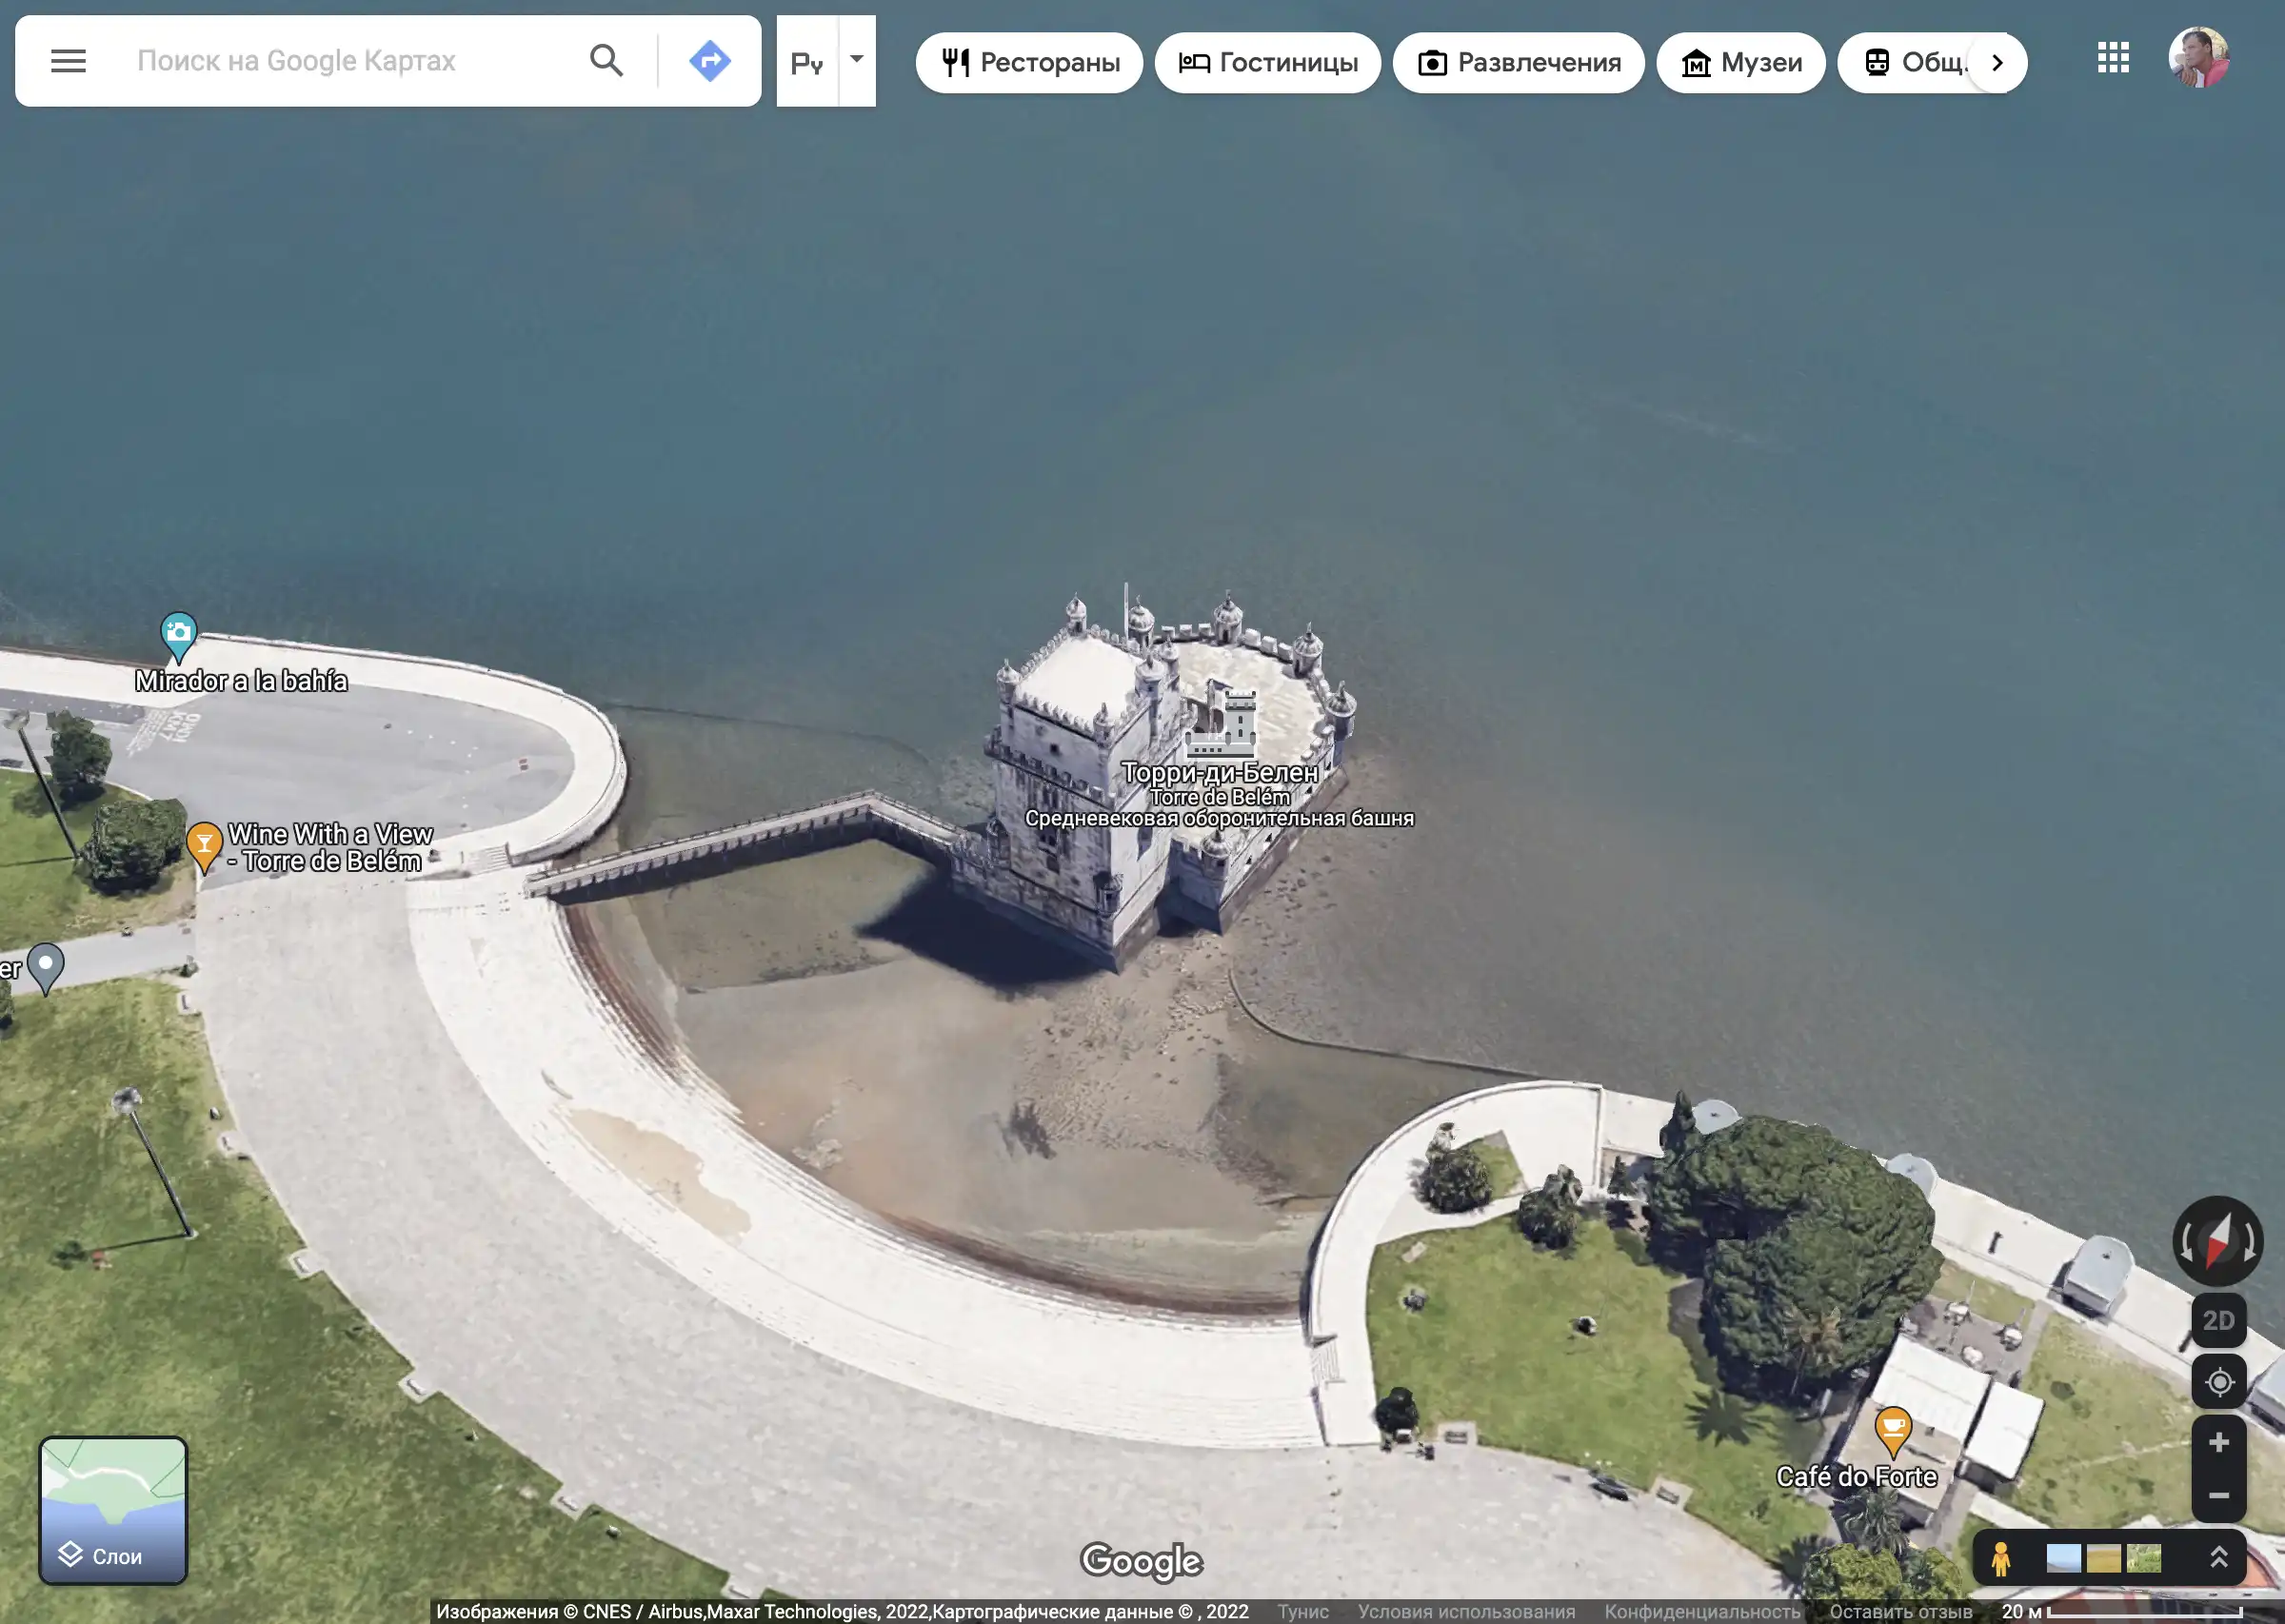 Поиск на Google Картах
Ру
Рестораны
Гостиницы
Развлечения
Музеи
Общ.
Mirador a la bahía
Торри-ди-Белен
Torre de Belém
Средневековая оборонительная башня
Wine With a View
- Torre de Belém
er
2D
Café do Forte
Слои
Google
Изображения © CNES / Airbus,Maxar Technologies, 2022,Картографические данные © , 2022 Тунис Условия использования Конфиденциальность Оставить отзыв 20 м